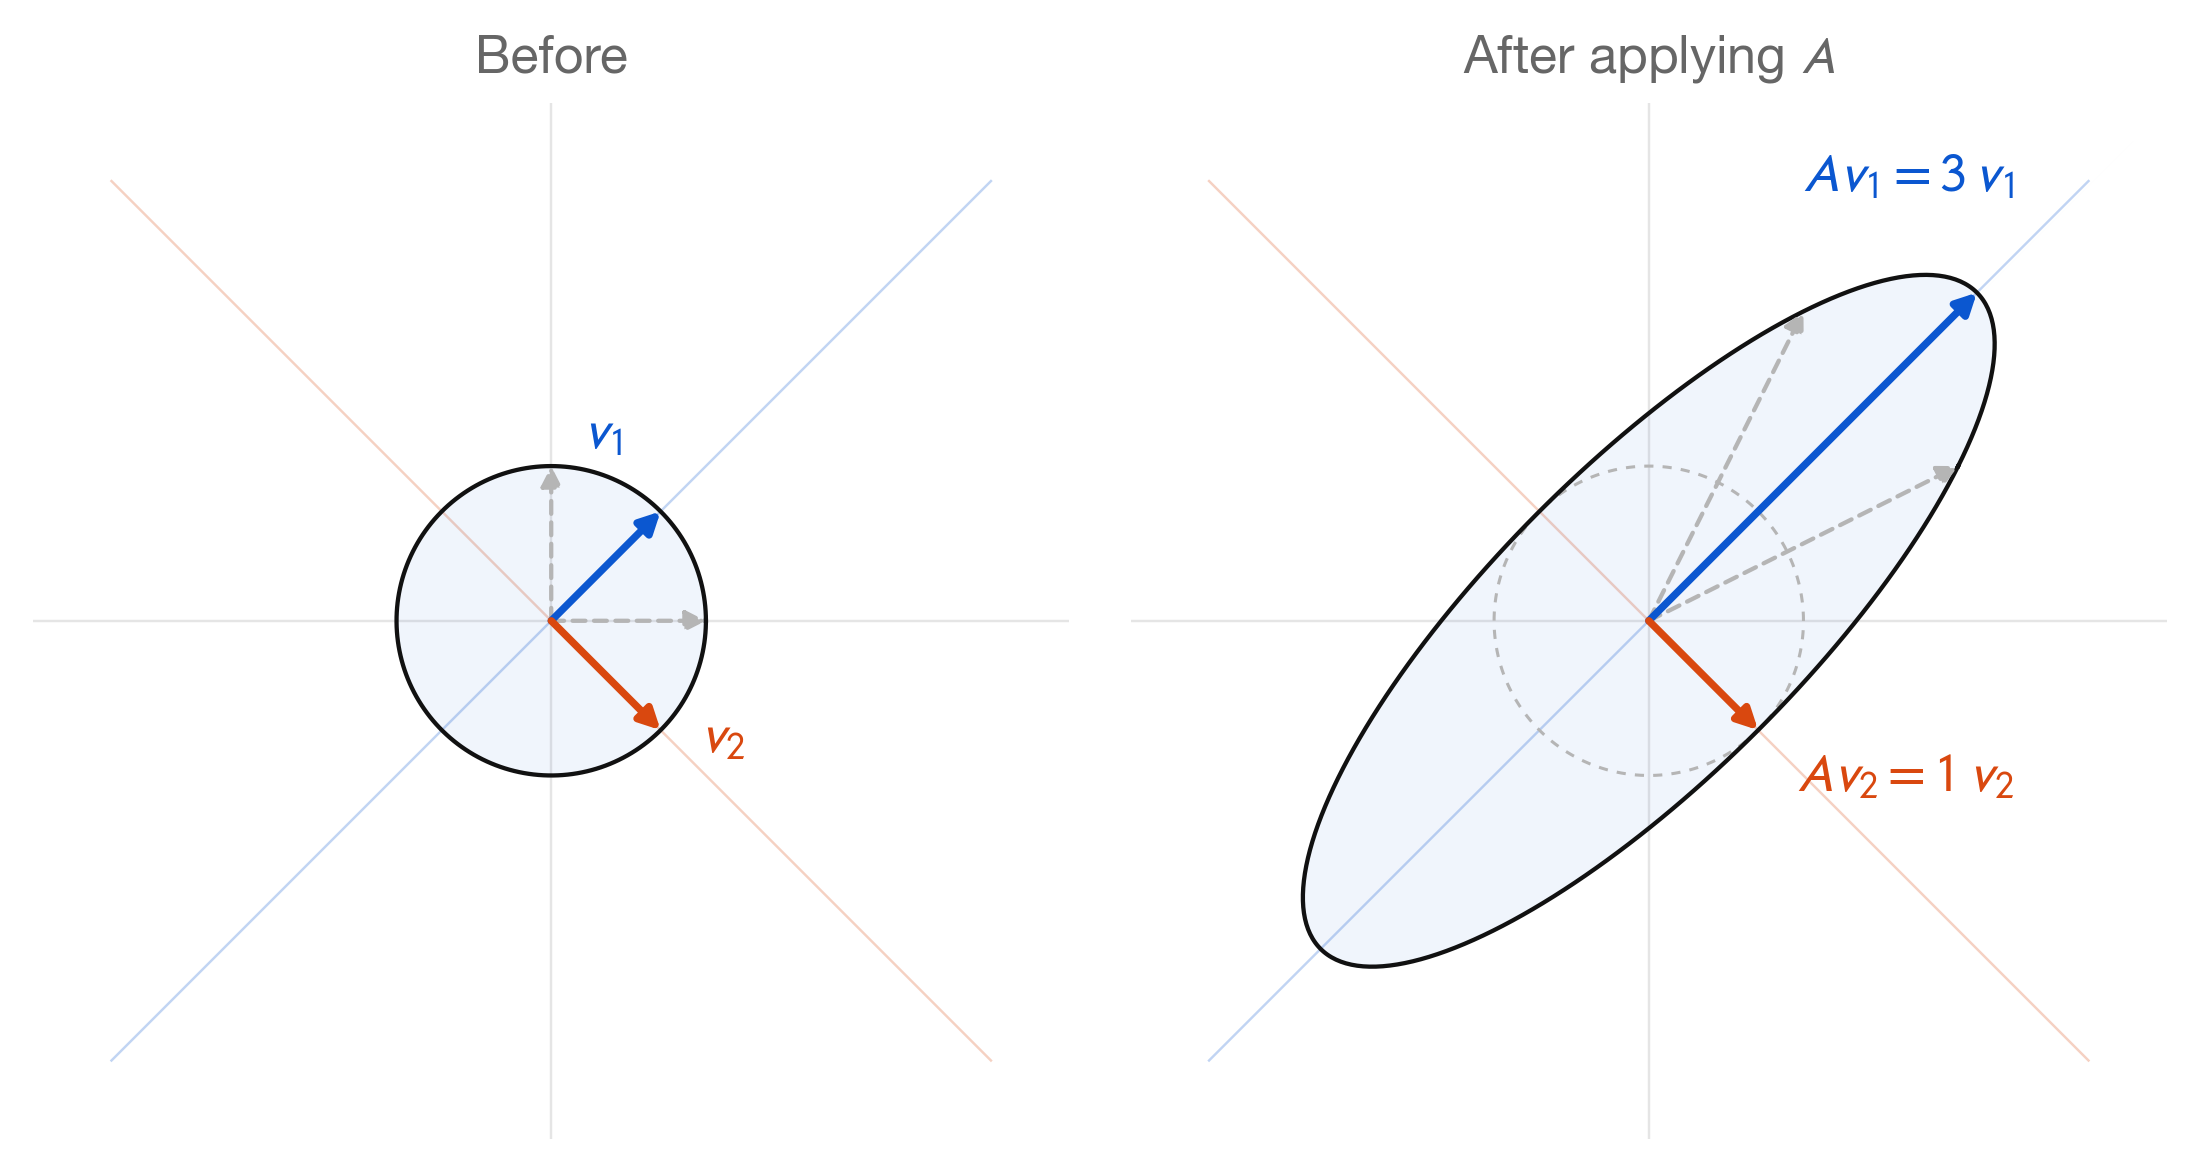 Before
After applying A
Av₁ = 3 v₁
v₁
v₂
Av₂ = 1 v₂